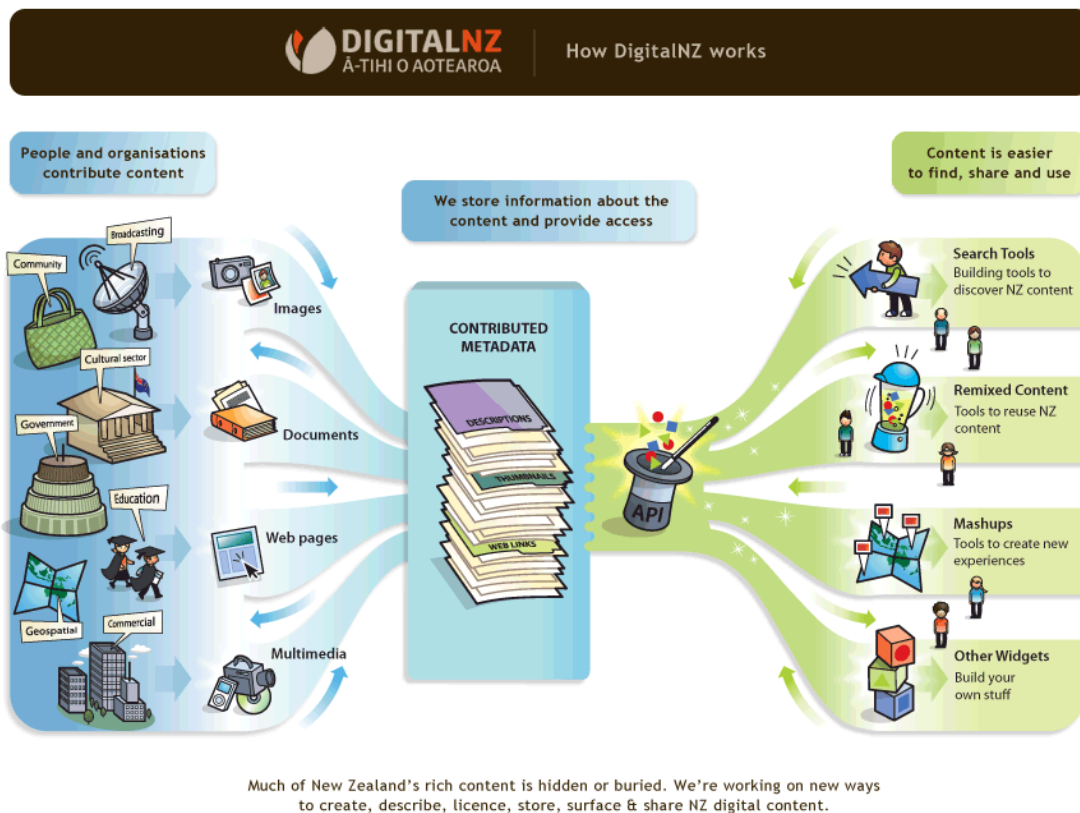 DIGITALNZ
Ā-TIHI O AOTEAROA
How DigitalNZ works
People and organisations
contribute content
We store information about the
content and provide access
Content is easier
to find, share and use
Broadcasting
Community
Cultural sector
Government
Education
Geospatial
Commercial
Images
Documents
Web pages
Multimedia
CONTRIBUTED
METADATA
DESCRIPTIONS
THUMBNAILS
WEB LINKS
API
Search Tools
Building tools to
discover NZ content
Remixed Content
Tools to reuse NZ
content
Mashups
Tools to create new
experiences
Other Widgets
Build your
own stuff
Much of New Zealand's rich content is hidden or buried. We're working on new ways
to create, describe, licence, store, surface & share NZ digital content.